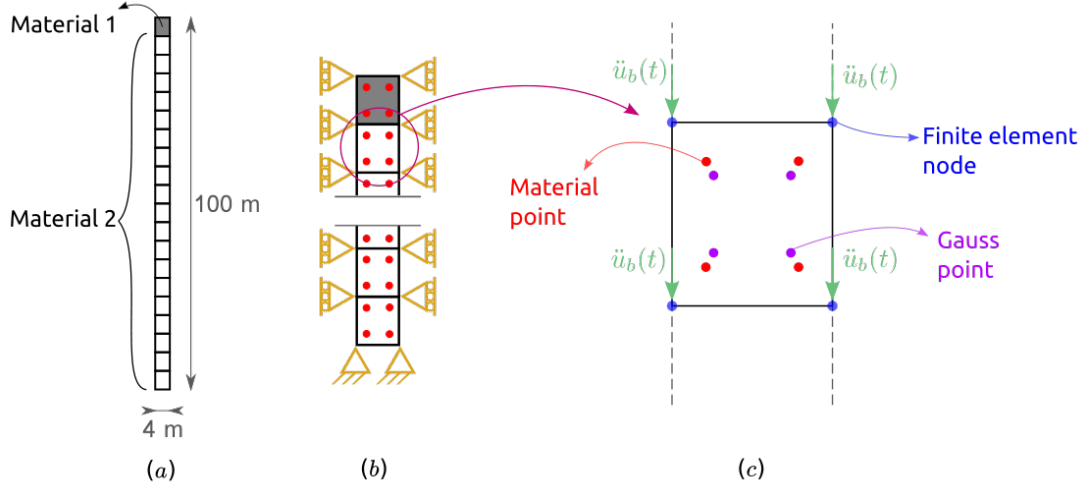 Material 1
Material 2
100 m
4 m
(a)
(b)
ü_b(t)
ü_b(t)
Finite element
node
Material
point
Gauss
point
ü_b(t)
ü_b(t)
(c)